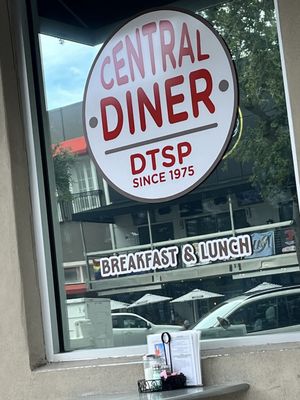 CENTRAL
DINER
DTSP
SINCE 1975
BREAKFAST & LUNCH